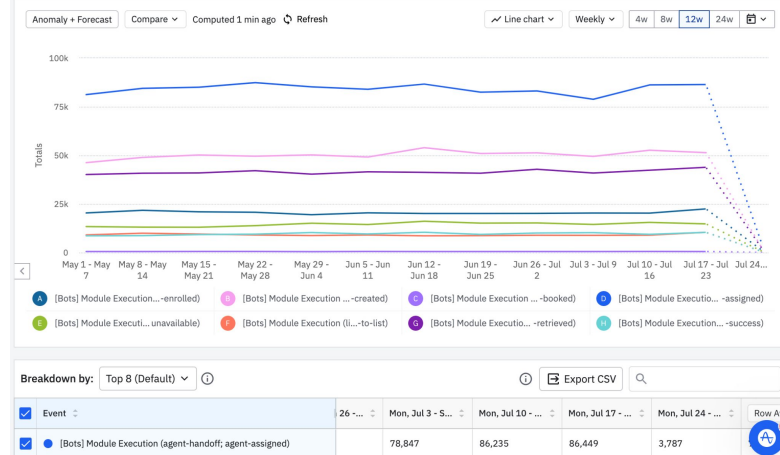 Anomaly + Forecast Compare Computed 1 min ago Refresh Line chart Weekly 4w 8w 12w 24w
100k
75k
50k
25k
0
Totals
May 1 - May 7 May 8 - May 14 May 15 - May 21 May 22 - May 28 May 29 - Jun 4 Jun 5 - Jun 11 Jun 12 - Jun 18 Jun 19 - Jun 25 Jun 26 - Jul 2 Jul 3 - Jul 9 Jul 10 - Jul 16 Jul 17 - Jul 23 Jul 24...
A [Bots] Module Execution...-enrolled) B [Bots] Module Execution ...-created) C [Bots] Module Execution ... -booked) D [Bots] Module Executio... -assigned)
E [Bots] Module Executi... unavailable) F [Bots] Module Execution (li...-to-list) G [Bots] Module Executio... -retrieved) H [Bots] Module Execution... -success)
Breakdown by: Top 8 (Default) Export CSV
Event 26 -... Mon, Jul 3 - S... Mon, Jul 10 - ... Mon, Jul 17 - ... Mon, Jul 24 - ... Row A
[Bots] Module Execution (agent-handoff; agent-assigned) 78,847 86,235 86,449 3,787